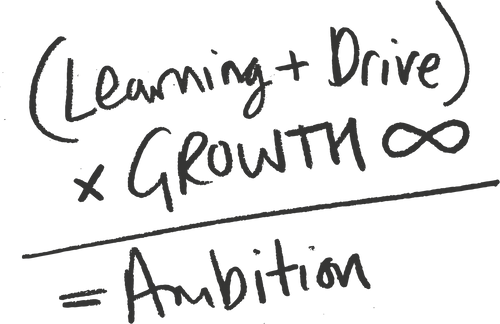 (Learning + Drive)
x GROWTH ∞
= Ambition